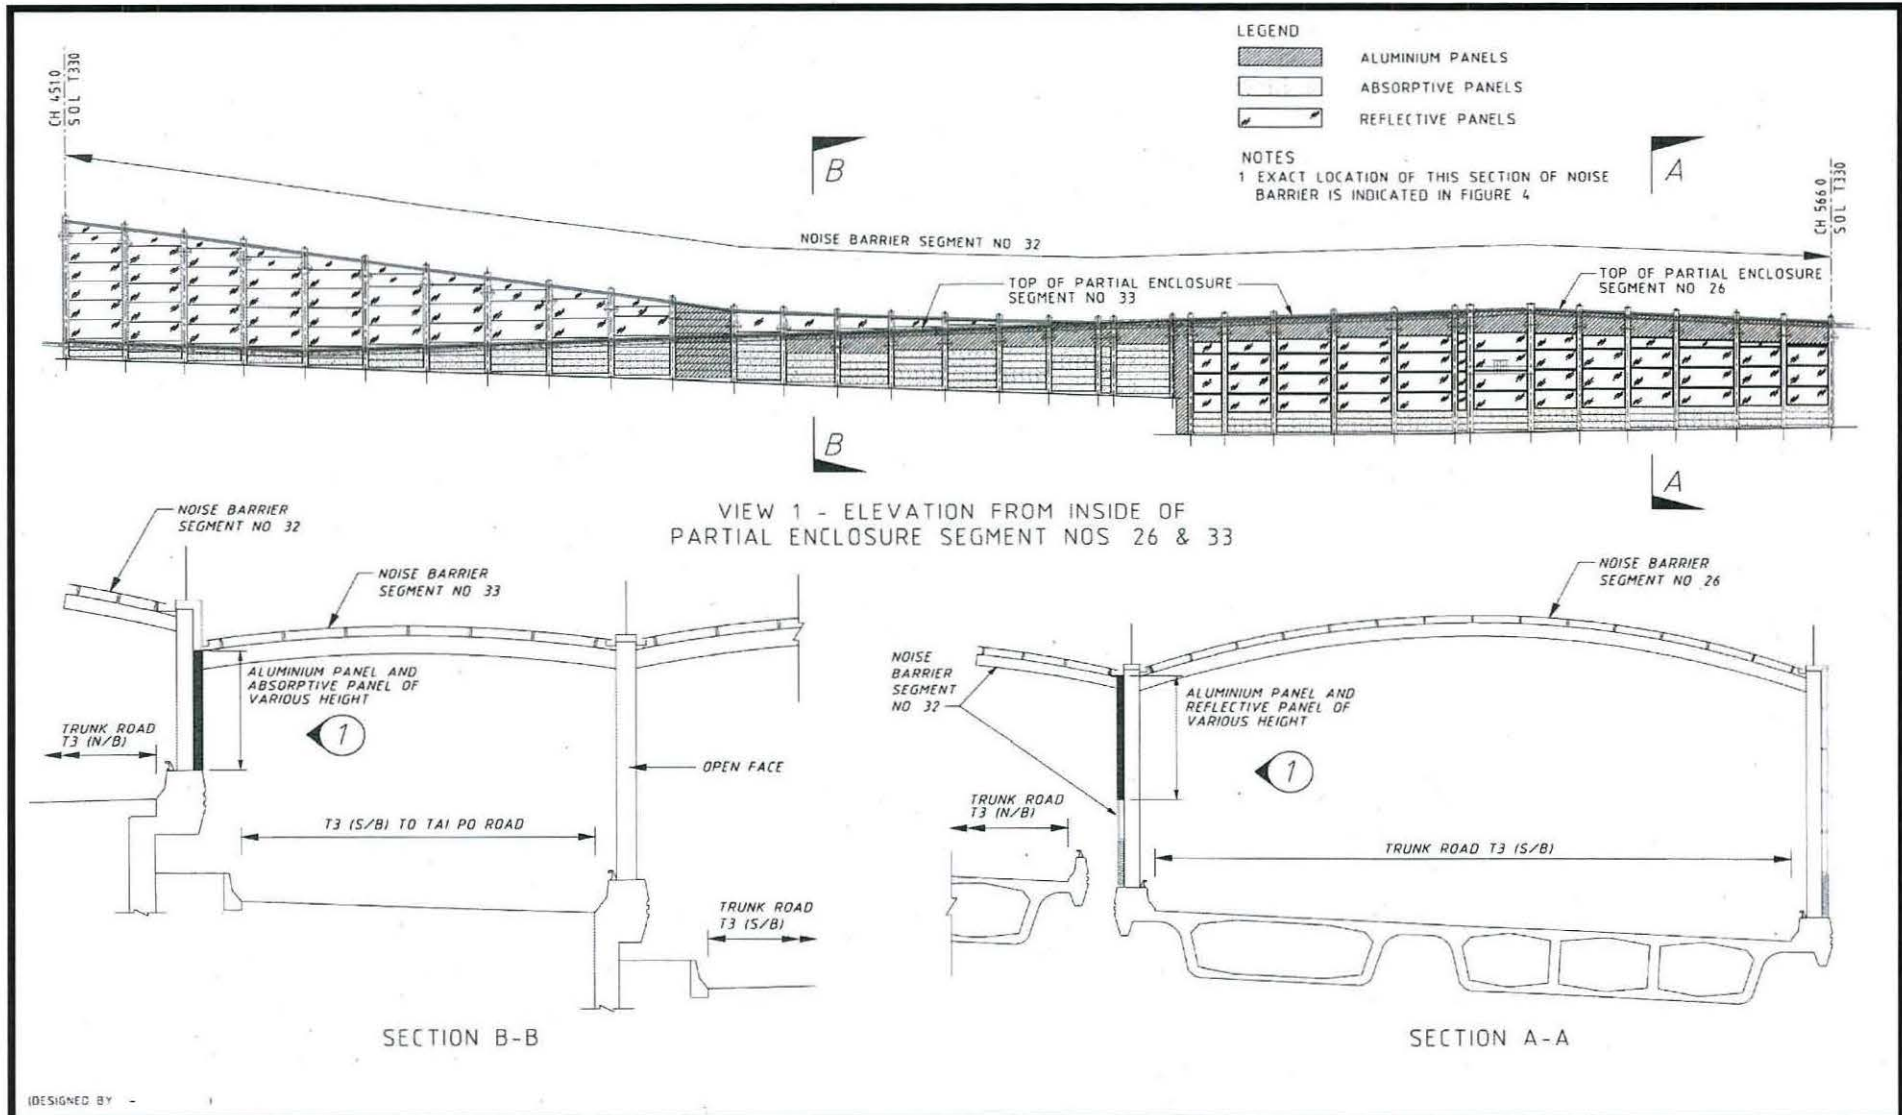 LEGEND
ALUMINIUM PANELS
ABSORPTIVE PANELS
REFLECTIVE PANELS
NOTES
1 EXACT LOCATION OF THIS SECTION OF NOISE
BARRIER IS INDICATED IN FIGURE 4
CH 4510
SOL T330
B
A
CH 5660
SOL T330
NOISE BARRIER SEGMENT NO 32
TOP OF PARTIAL ENCLOSURE
SEGMENT NO 33
TOP OF PARTIAL ENCLOSURE
SEGMENT NO 26
B
A
VIEW 1 - ELEVATION FROM INSIDE OF
PARTIAL ENCLOSURE SEGMENT NOS 26 & 33
NOISE BARRIER
SEGMENT NO 32
NOISE BARRIER
SEGMENT NO 33
ALUMINIUM PANEL AND
ABSORPTIVE PANEL OF
VARIOUS HEIGHT
TRUNK ROAD
T3 (N/B)
1
OPEN FACE
T3 (S/B) TO TAI PO ROAD
TRUNK ROAD
T3 (S/B)
SECTION B-B
NOISE BARRIER
SEGMENT NO 26
NOISE
BARRIER
SEGMENT
NO 32
ALUMINIUM PANEL AND
REFLECTIVE PANEL OF
VARIOUS HEIGHT
1
TRUNK ROAD
T3 (N/B)
TRUNK ROAD T3 (S/B)
SECTION A-A
(DESIGNED BY - )